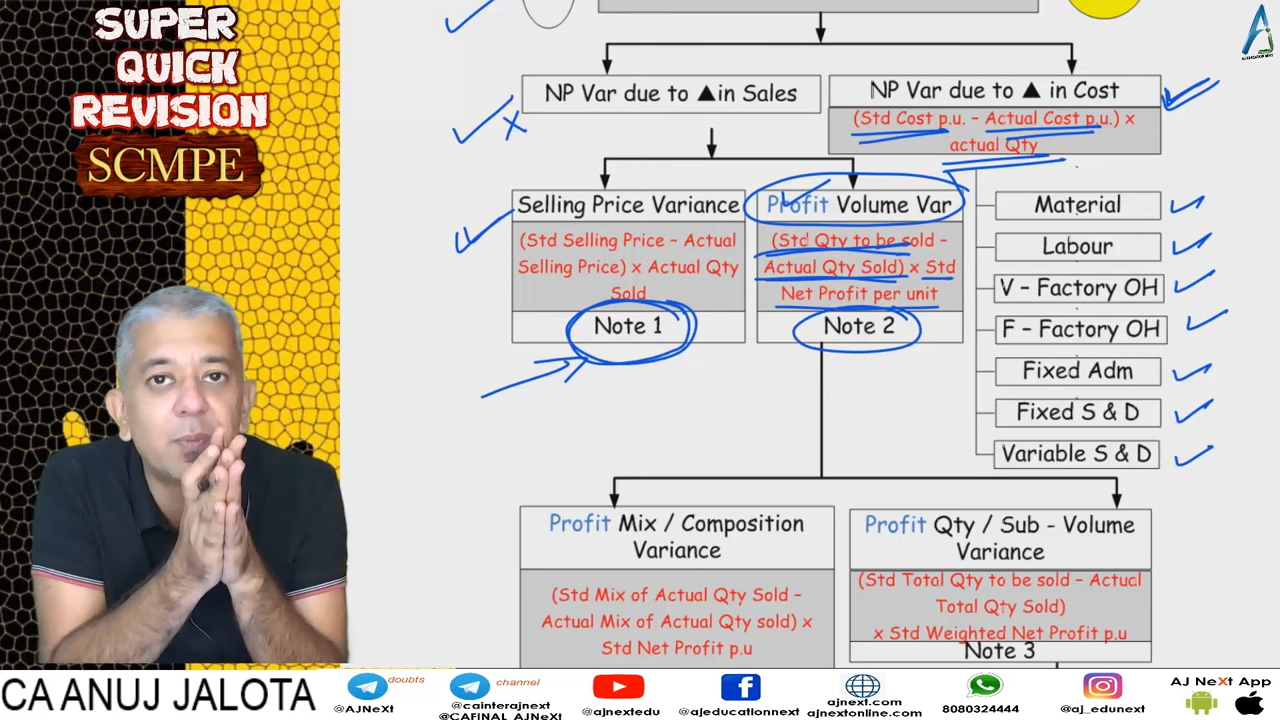 SUPER
QUICK
REVISION
SCMPE
NP Var due to ▲in Sales
NP Var due to ▲ in Cost
(Std Cost p.u. – Actual Cost p.u.) x
actual Qty
Selling Price Variance
(Std Selling Price – Actual
Selling Price) x Actual Qty
Sold
Note 1
Profit Volume Var
(Std Qty to be sold –
Actual Qty Sold) x Std
Net Profit per unit
Note 2
Material
Labour
V – Factory OH
F – Factory OH
Fixed Adm
Fixed S & D
Variable S & D
Profit Mix / Composition
Variance
(Std Mix of Actual Qty Sold –
Actual Mix of Actual Qty sold) x
Std Net Profit p.u
Profit Qty / Sub - Volume
Variance
(Std Total Qty to be sold – Actual
Total Qty Sold)
x Std Weighted Net Profit p.u
Note 3
CA ANUJ JALOTA
doubts
@AJNeXt
channel
@cainterajnext
@CAFINAL_AJNeXt
@ajnextedu
@ajeducationnext
ajnext.com
ajnextonline.com
8080324444
@aj_edunext
AJ NeXt App